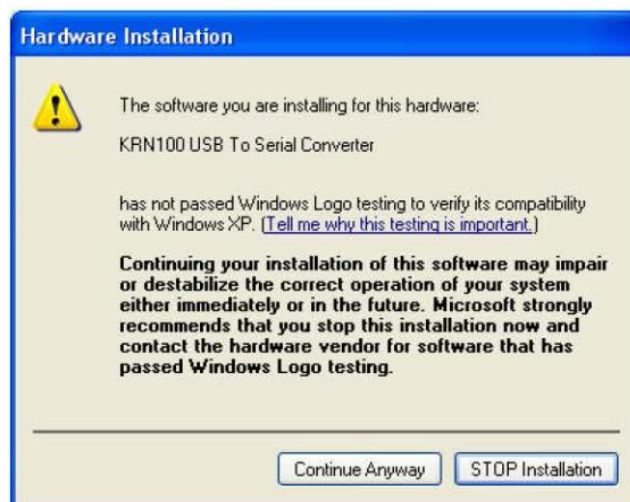 Hardware Installation
The software you are installing for this hardware:
KRN100 USB To Serial Converter
has not passed Windows Logo testing to verify its compatibility
with Windows XP. (Tell me why this testing is important.)
Continuing your installation of this software may impair
or destabilize the correct operation of your system
either immediately or in the future. Microsoft strongly
recommends that you stop this installation now and
contact the hardware vendor for software that has
passed Windows Logo testing.
Continue Anyway STOP Installation